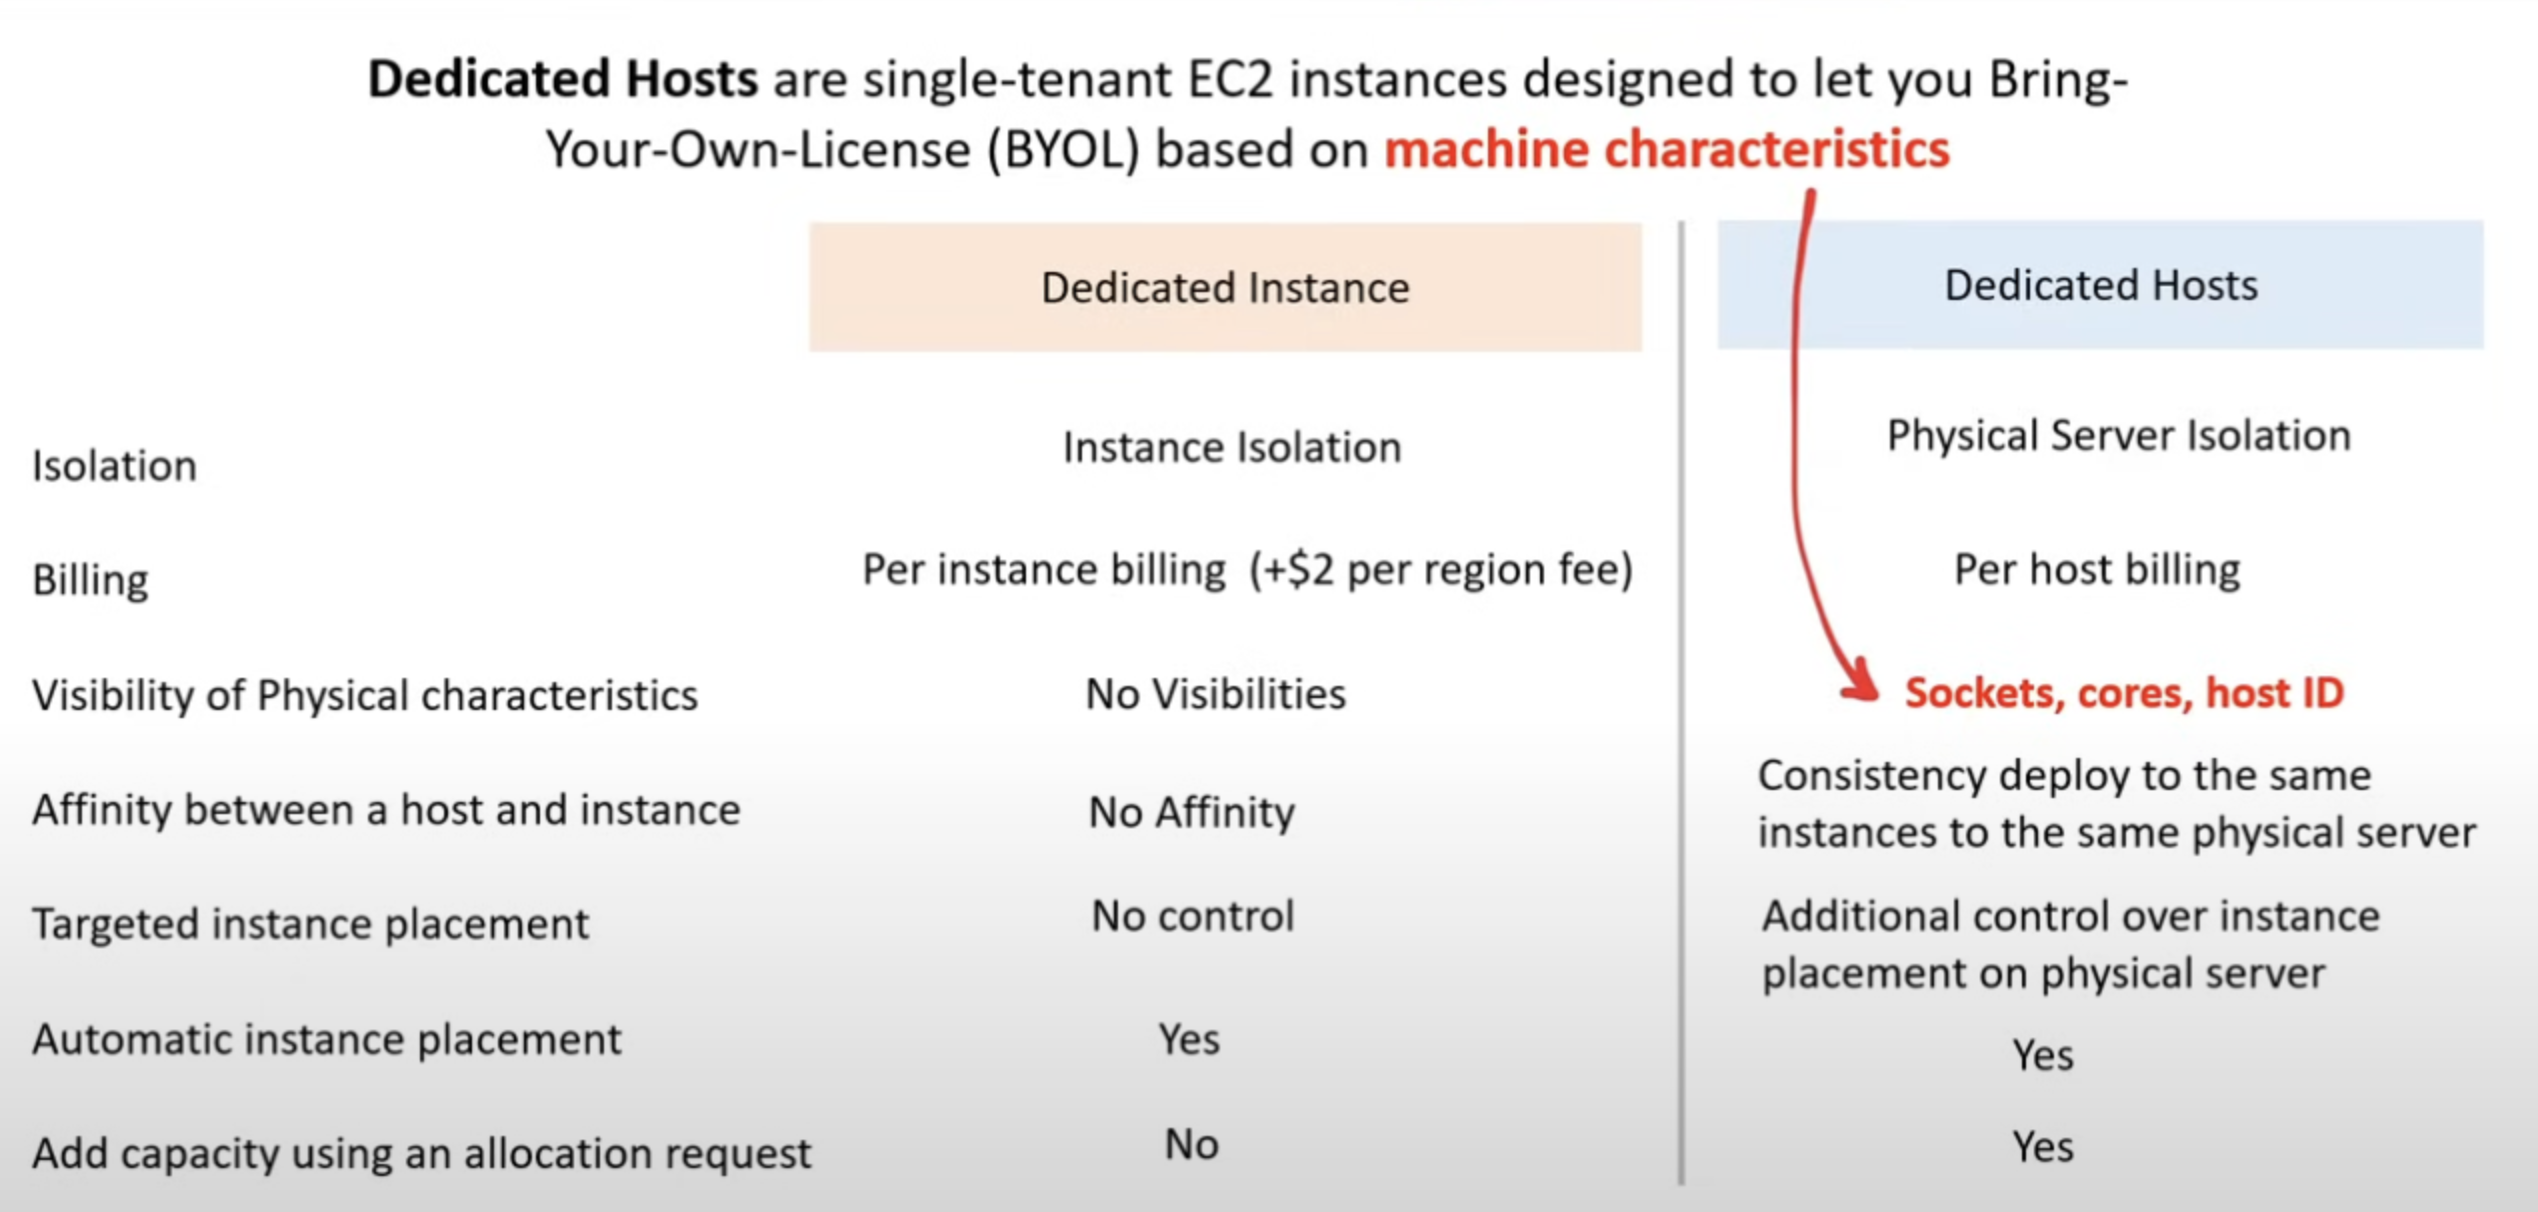 Dedicated Hosts are single-tenant EC2 instances designed to let you Bring-
Your-Own-License (BYOL) based on machine characteristics
Dedicated Instance
Dedicated Hosts
Isolation
Instance Isolation
Physical Server Isolation
Billing
Per instance billing (+$2 per region fee)
Per host billing
Visibility of Physical characteristics
No Visibilities
Sockets, cores, host ID
Affinity between a host and instance
No Affinity
Consistency deploy to the same
instances to the same physical server
Targeted instance placement
No control
Additional control over instance
placement on physical server
Automatic instance placement
Yes
Yes
Add capacity using an allocation request
No
Yes